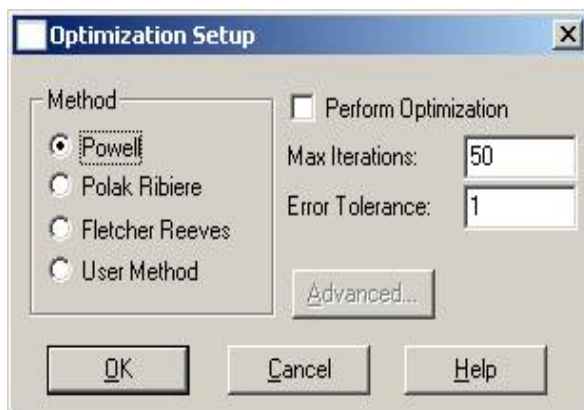 Optimization Setup
Method
Powell
Polak Ribiere
Fletcher Reeves
User Method
Perform Optimization
Max Iterations: 50
Error Tolerance: 1
Advanced...
OK Cancel Help